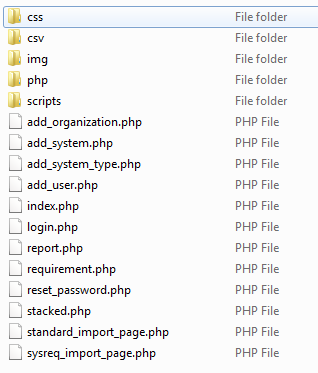 css File folder
csv File folder
img File folder
php File folder
scripts File folder
add_organization.php PHP File
add_system.php PHP File
add_system_type.php PHP File
add_user.php PHP File
index.php PHP File
login.php PHP File
report.php PHP File
requirement.php PHP File
reset_password.php PHP File
stacked.php PHP File
standard_import_page.php PHP File
sysreq_import_page.php PHP File